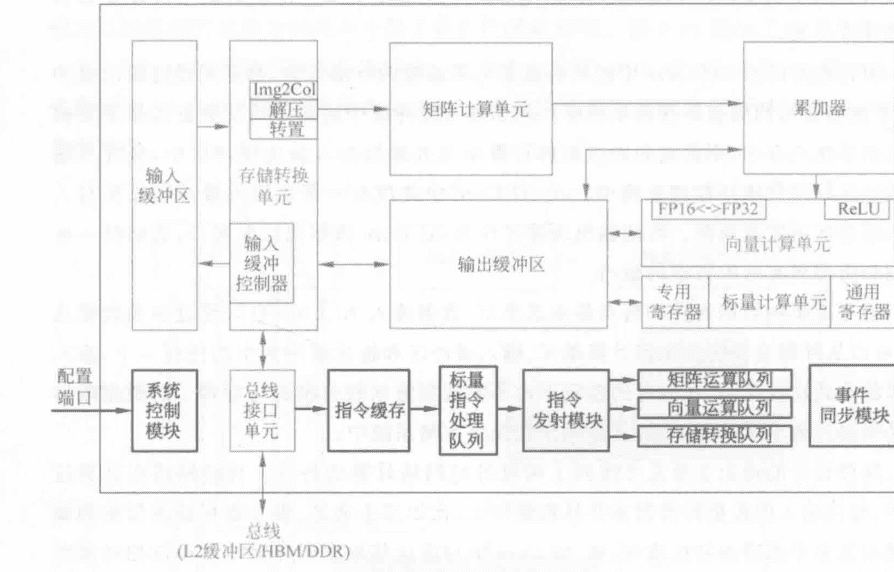 Img2Col
解压
转置
矩阵计算单元
累加器
输入
缓冲区
存储转换
单元
FP16<->FP32
ReLU
向量计算单元
输入
缓冲
控制器
输出缓冲区
专用
寄存器
标量计算单元
通用
寄存器
配置
端口
系统
控制
模块
总线
接口
单元
指令缓存
标量
指令
处理
队列
指令
发射模块
矩阵运算队列
向量运算队列
存储转换队列
事件
同步模块
总线
(L2缓冲区/HBM/DDR)